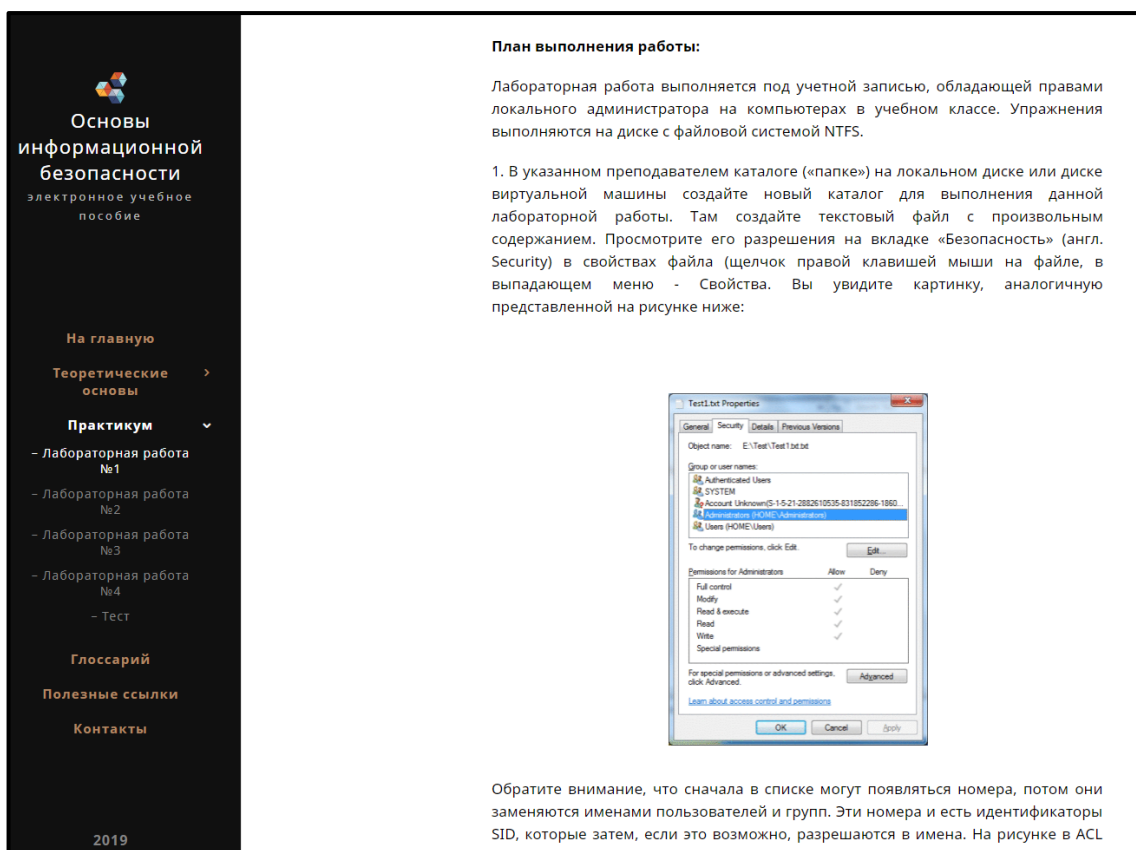 Основы
информационной
безопасности
электронное учебное
пособие
На главную
Теоретические
основы
Практикум
– Лабораторная работа
№1
– Лабораторная работа
№2
– Лабораторная работа
№3
– Лабораторная работа
№4
– Тест
Глоссарий
Полезные ссылки
Контакты
2019
План выполнения работы:
Лабораторная работа выполняется под учетной записью, обладающей правами
локального администратора на компьютерах в учебном классе. Упражнения
выполняются на диске с файловой системой NTFS.
1. В указанном преподавателем каталоге («папке») на локальном диске или диске
виртуальной машины создайте новый каталог для выполнения данной
лабораторной работы. Там создайте текстовый файл с произвольным
содержанием. Просмотрите его разрешения на вкладке «Безопасность» (англ.
Security) в свойствах файла (щелчок правой клавишей мыши на файле, в
выпадающем меню - Свойства. Вы увидите картинку, аналогичную
представленной на рисунке ниже:
Test1.txt Properties
General Security Details Previous Versions
Object name: E:\Test\Test1.txt.txt
Group or user names:
Authenticated Users
SYSTEM
Account Unknown(S-1-5-21-2882610535-831852286-1860...
Administrators (HOME\Administrators)
Users (HOME\Users)
To change permissions, click Edit.
Edit...
Permissions for Administrators Allow Deny
Full control
Modify
Read & execute
Read
Write
Special permissions
For special permissions or advanced settings,
click Advanced.
Advanced
Learn about access control and permissions
OK Cancel Apply
Обратите внимание, что сначала в списке могут появляться номера, потом они
заменяются именами пользователей и групп. Эти номера и есть идентификаторы
SID, которые затем, если это возможно, разрешаются в имена. На рисунке в ACL